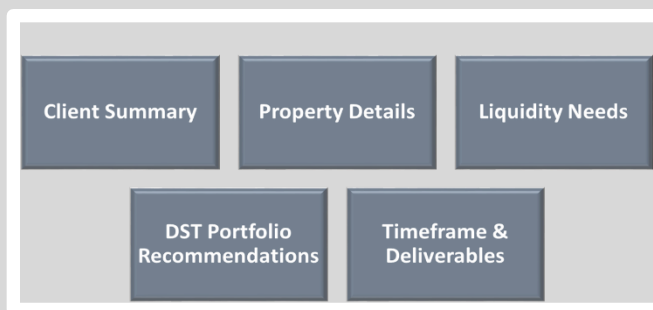 Client Summary
Property Details
Liquidity Needs
DST Portfolio
Recommendations
Timeframe &
Deliverables